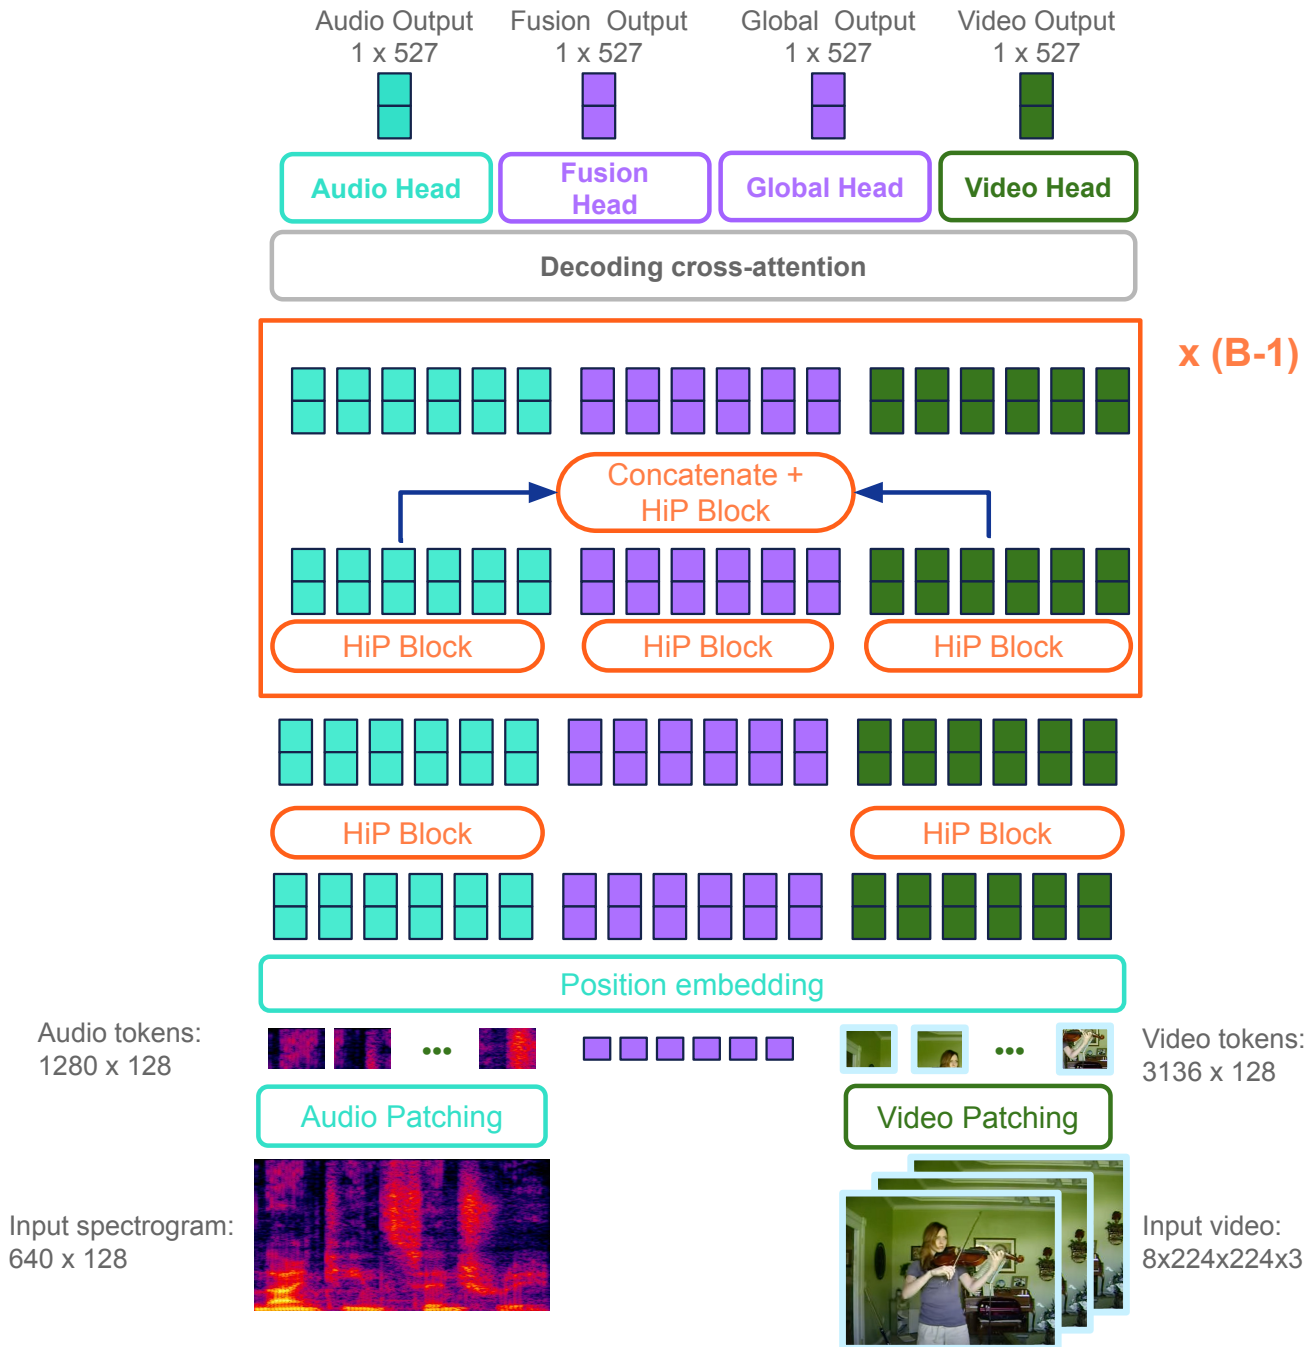 Audio Output
1 x 527
Fusion Output
1 x 527
Global Output
1 x 527
Video Output
1 x 527
Audio Head
Fusion
Head
Global Head
Video Head
Decoding cross-attention
x (B-1)
Concatenate +
HiP Block
HiP Block
HiP Block
HiP Block
HiP Block
HiP Block
Position embedding
Audio tokens:
1280 x 128
•••
•••
Video tokens:
3136 x 128
Audio Patching
Video Patching
Input spectrogram:
640 x 128
Input video:
8x224x224x3